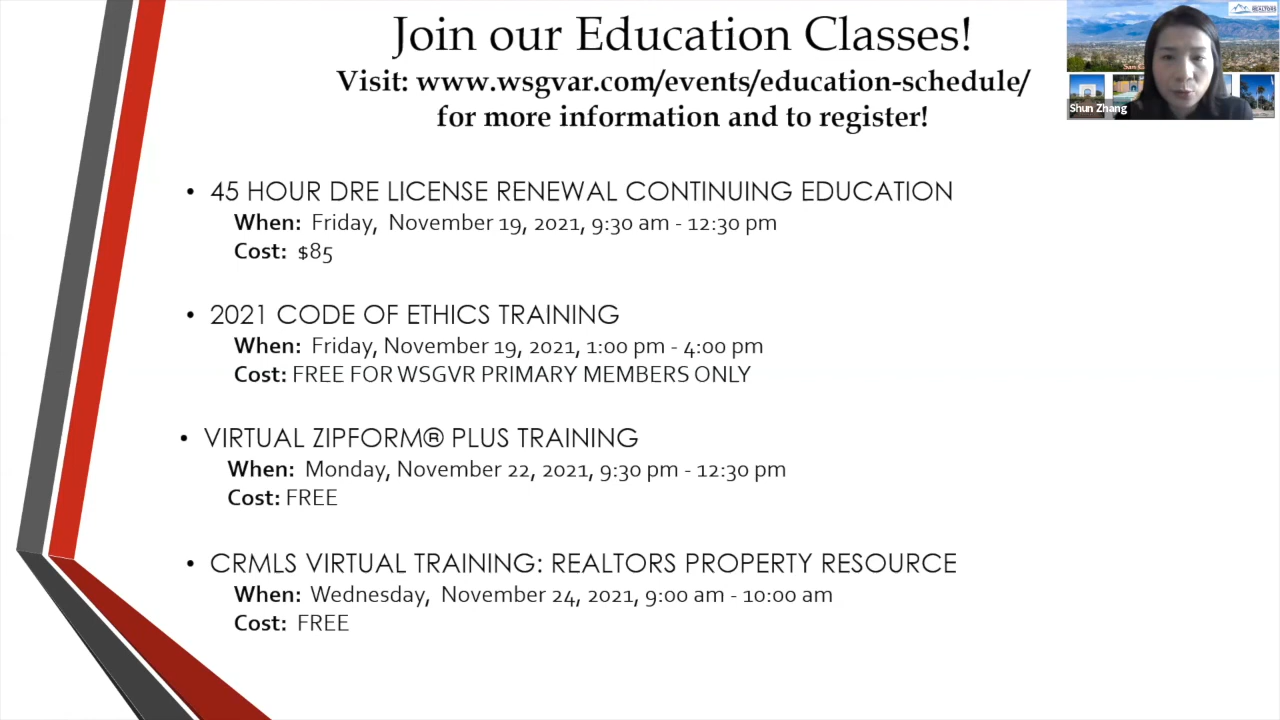 Join our Education Classes!
Visit: www.wsgvar.com/events/education-schedule/
for more information and to register!
REALTORS
Shun Zhang
• 45 HOUR DRE LICENSE RENEWAL CONTINUING EDUCATION
When: Friday, November 19, 2021, 9:30 am - 12:30 pm
Cost: $85
• 2021 CODE OF ETHICS TRAINING
When: Friday, November 19, 2021, 1:00 pm - 4:00 pm
Cost: FREE FOR WSGVR PRIMARY MEMBERS ONLY
• VIRTUAL ZIPFORM® PLUS TRAINING
When: Monday, November 22, 2021, 9:30 pm - 12:30 pm
Cost: FREE
• CRMLS VIRTUAL TRAINING: REALTORS PROPERTY RESOURCE
When: Wednesday, November 24, 2021, 9:00 am - 10:00 am
Cost: FREE